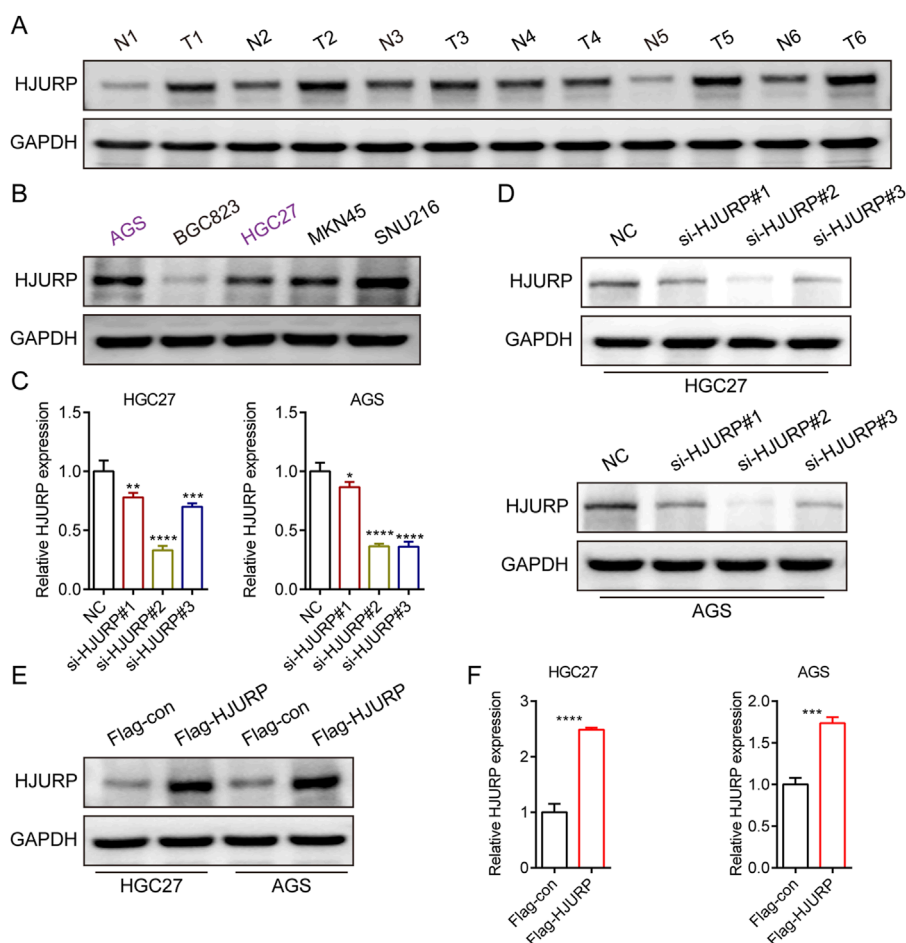 A
N1 T1 N2 T2 N3 T3 N4 T4 N5 T5 N6 T6
HJURP
GAPDH
B
AGS BGC823 HGC27 MKN45 SNU216
HJURP
GAPDH
C
HGC27
Relative HJURP expression
1.5
1.0
0.5
0.0
** **** ***
NC si-HJURP#1 si-HJURP#2 si-HJURP#3
AGS
Relative HJURP expression
1.5
1.0
0.5
0.0
* **** ****
NC si-HJURP#1 si-HJURP#2 si-HJURP#3
D
NC si-HJURP#1 si-HJURP#2 si-HJURP#3
HJURP
GAPDH
HGC27
NC si-HJURP#1 si-HJURP#2 si-HJURP#3
HJURP
GAPDH
AGS
E
Flag-con Flag-HJURP Flag-con Flag-HJURP
HJURP
GAPDH
HGC27 AGS
F
HGC27
Relative HJURP expression
3
2
1
0
****
Flag-con Flag-HJURP
AGS
Relative HJURP expression
2.0
1.5
1.0
0.5
0.0
***
Flag-con Flag-HJURP